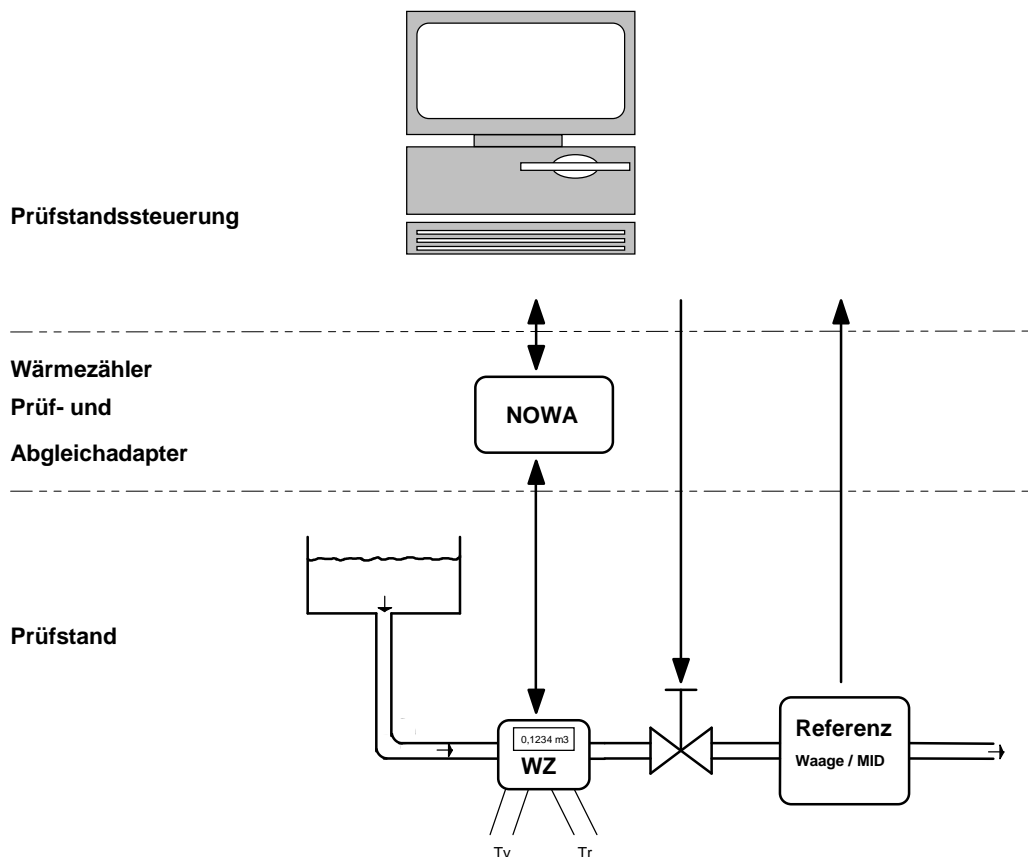 Prüfstandssteuerung
Wärmezähler
Prüf- und
Abgleichadapter
NOWA
Prüfstand
0,1234 m3
WZ
Referenz
Waage / MID
Tv
Tr